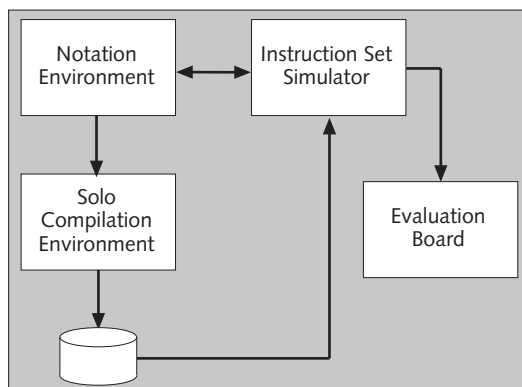 Notation
Environment
Instruction Set
Simulator
Solo
Compilation
Environment
Evaluation
Board